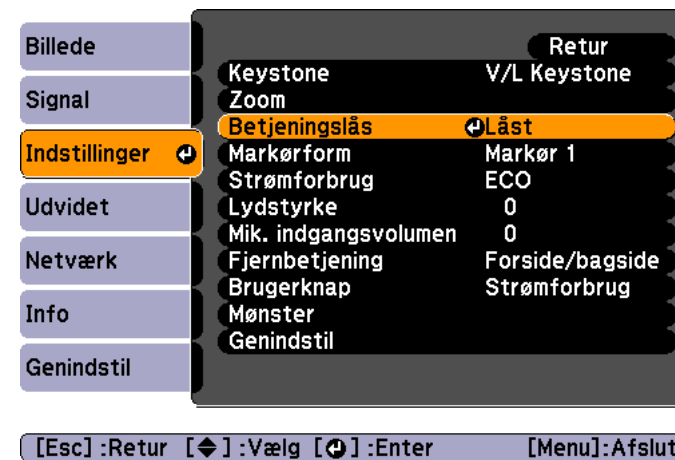 Billede
Signal
Indstillinger
Udvidet
Netværk
Info
Genindstil
Retur
Keystone V/L Keystone
Zoom
Betjeningslås Låst
Markørform Markør 1
Strømforbrug ECO
Lydstyrke 0
Mik. indgangsvolumen 0
Fjernbetjening Forside/bagside
Brugerknap Strømforbrug
Mønster
Genindstil
[Esc] :Retur [◆] :Vælg [⏎] :Enter [Menu]:Afslut